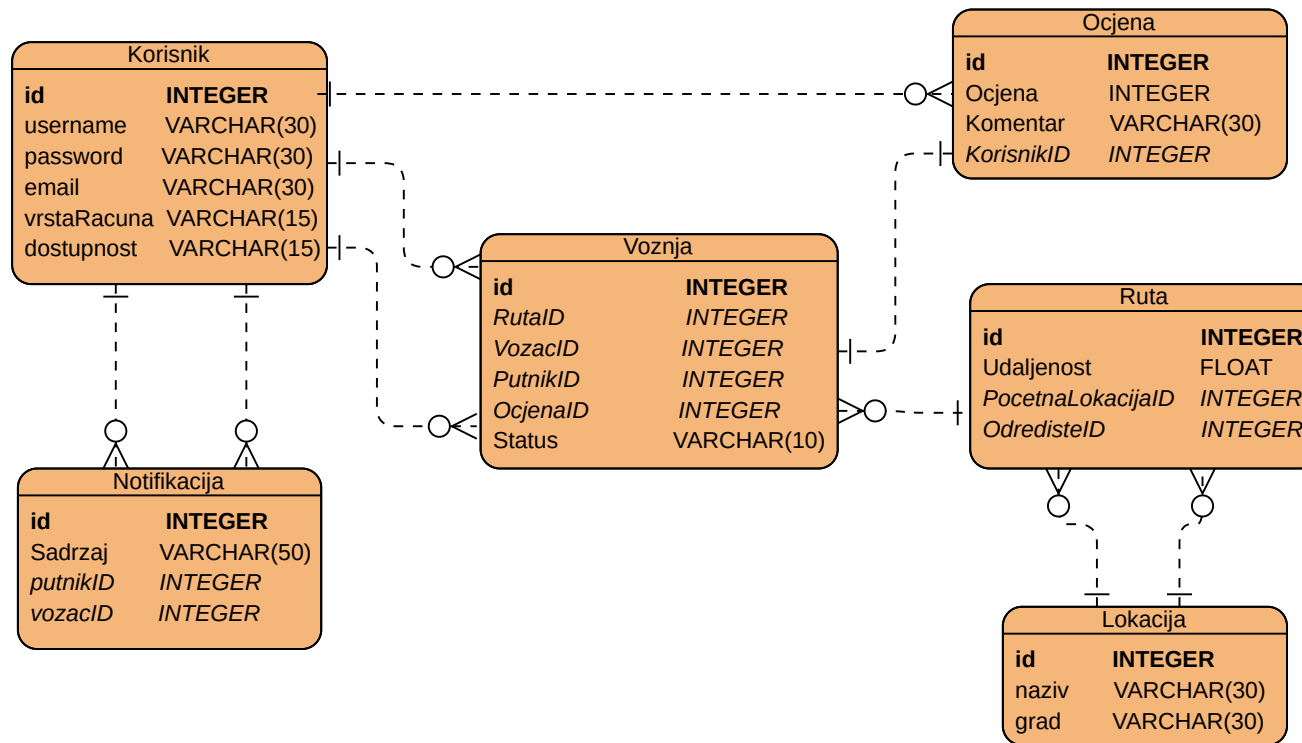 Korisnik
id INTEGER
username VARCHAR(30)
password VARCHAR(30)
email VARCHAR(30)
vrstaRacuna VARCHAR(15)
dostupnost VARCHAR(15)
Ocjena
id INTEGER
Ocjena INTEGER
Komentar VARCHAR(30)
KorisnikID INTEGER
Voznja
id INTEGER
RutaID INTEGER
VozacID INTEGER
PutnikID INTEGER
OcjenaID INTEGER
Status VARCHAR(10)
Ruta
id INTEGER
Udaljenost FLOAT
PocetnaLokacijaID INTEGER
OdredisteID INTEGER
Notifikacija
id INTEGER
Sadrzaj VARCHAR(50)
putnikID INTEGER
vozacID INTEGER
Lokacija
id INTEGER
naziv VARCHAR(30)
grad VARCHAR(30)